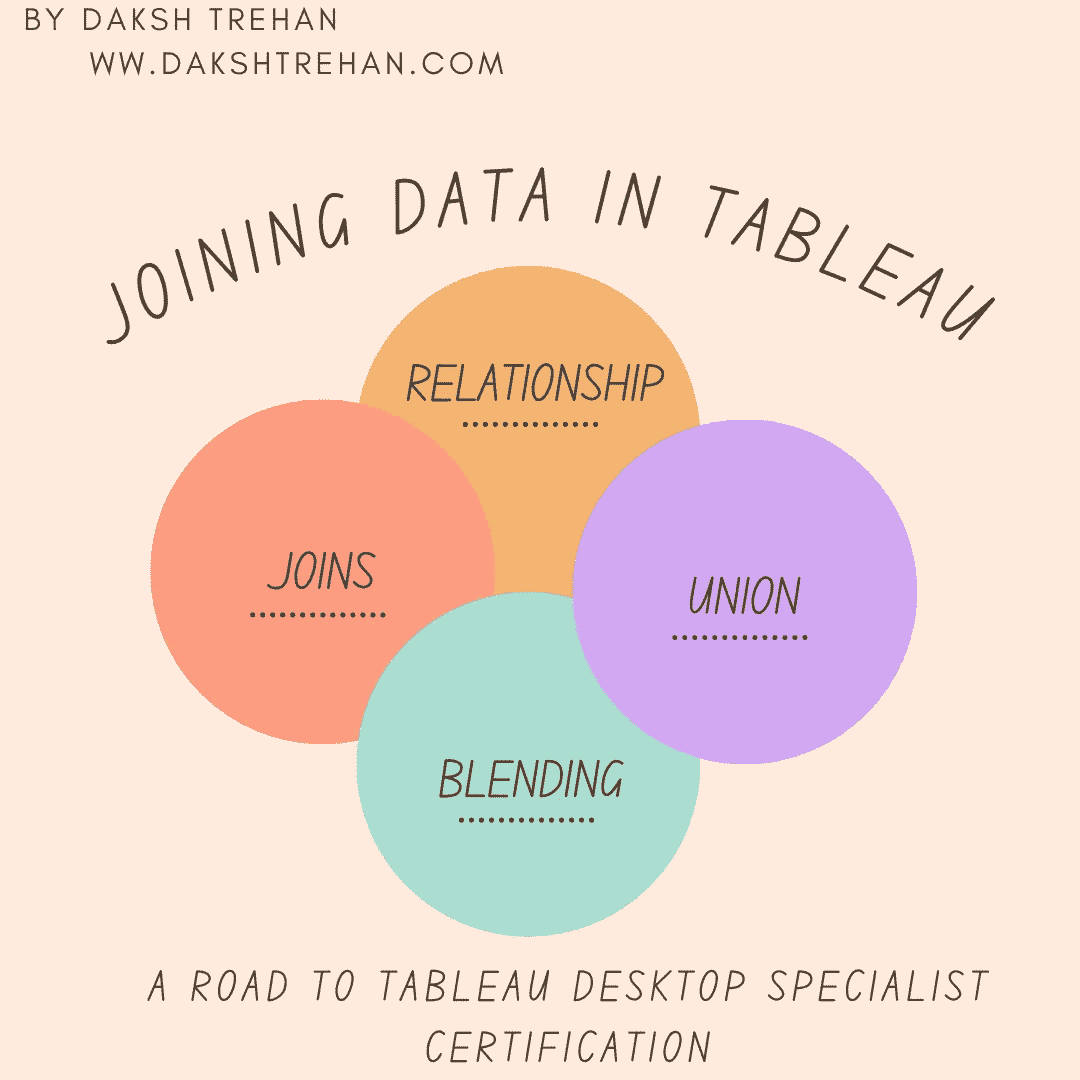 BY DAKSH TREHAN
WW.DAKSHTREHAN.COM
JOINING DATA IN TABLEAU
RELATIONSHIP
JOINS
UNION
BLENDING
A ROAD TO TABLEAU DESKTOP SPECIALIST
CERTIFICATION